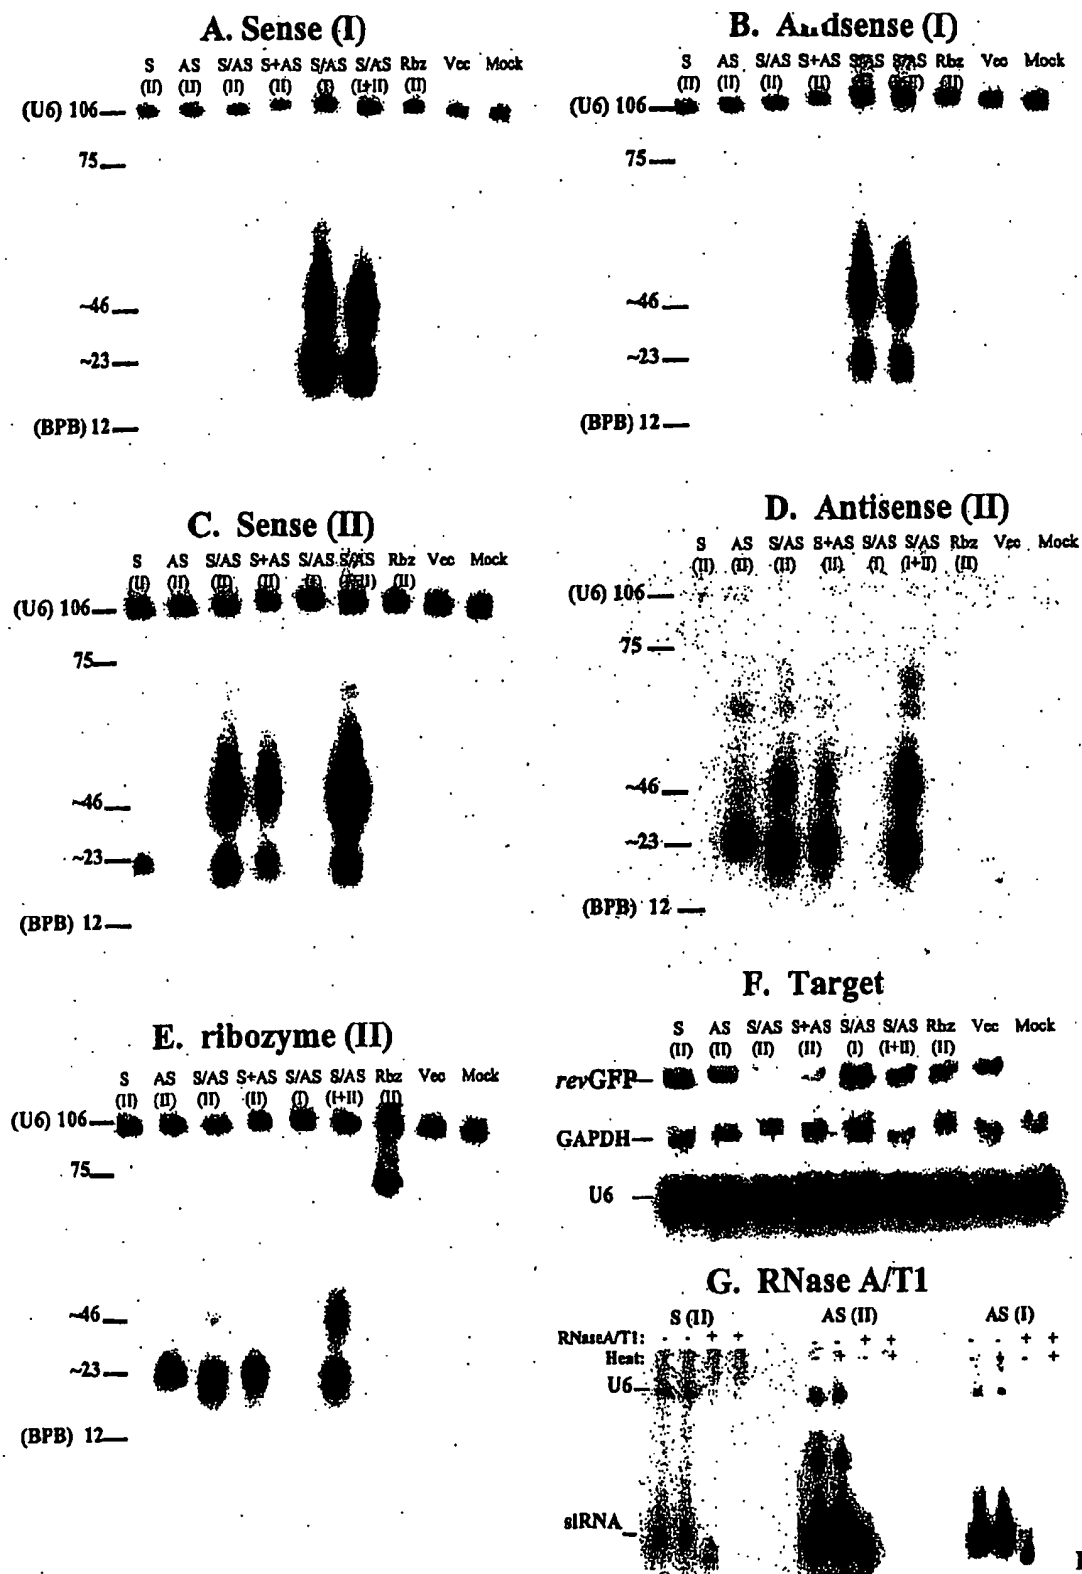 A. Sense (I)
S AS S/AS S+AS S/AS S/AS Rbz Vec Mock
(II) (II) (II) (II) (I) (I+II) (II)
(U6) 106
75
~46
~23
(BPB) 12
B. (I)
S AS S/AS S+AS Rbz Vec Mock
(II) (II) (II) (II) (II)
(U6) 106
75
~46
~23
(BPB) 12
C. Sense (II)
S AS S/AS S+AS S/AS S/AS Rbz Vec Mock
(II) (II) (II) (II) (II)
(U6) 106
75
~46
~23
(BPB) 12
D. Antisense (II)
S AS S/AS S+AS S/AS S/AS Rbz Vec Mock
(II) (II) (II) (II) (I) (I+II) (II)
(U6) 106
75
~46
~23
(BPB) 12
E. ribozyme (II)
S AS S/AS S+AS S/AS S/AS Rbz Vec Mock
(II) (II) (II) (II) (I) (I+II) (II)
(U6) 106
75
~46
~23
(BPB) 12
F. Target
S AS S/AS S+AS S/AS S/AS Rbz Vec Mock
(II) (II) (II) (II) (I) (I+II) (II)
revGFP
GAPDH
U6
G. RNase A/T1
S (II) AS (II) AS (I)
RNaseA/T1: - - + + - - + + - - + +
Heat: - + - + - + - +
U6
siRNA